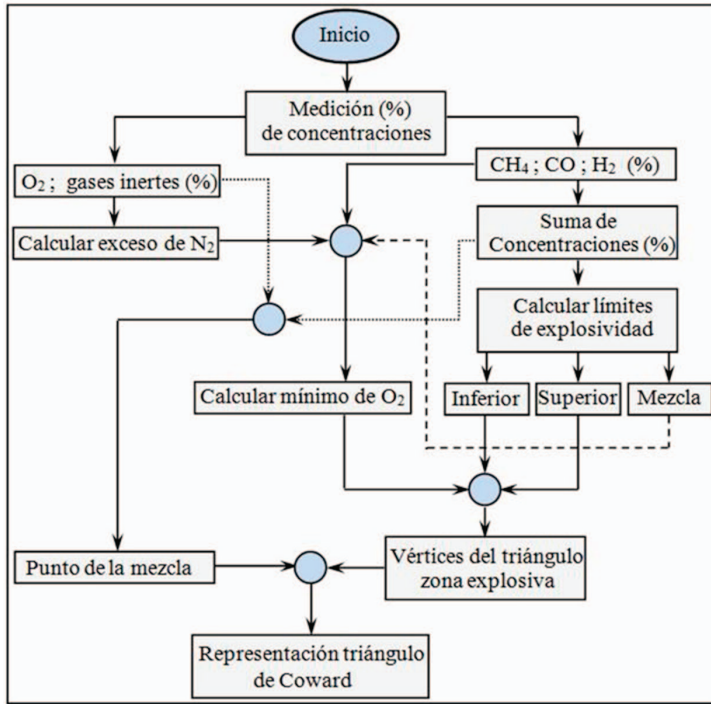 Inicio
Medición (%)
de concentraciones
O₂ ; gases inertes (%)
CH₄ ; CO ; H₂ (%)
Calcular exceso de N₂
Suma de
Concentraciones (%)
Calcular límites
de explosividad
Calcular mínimo de O₂
Inferior
Superior
Mezcla
Punto de la mezcla
Vértices del triángulo
zona explosiva
Representación triángulo
de Coward